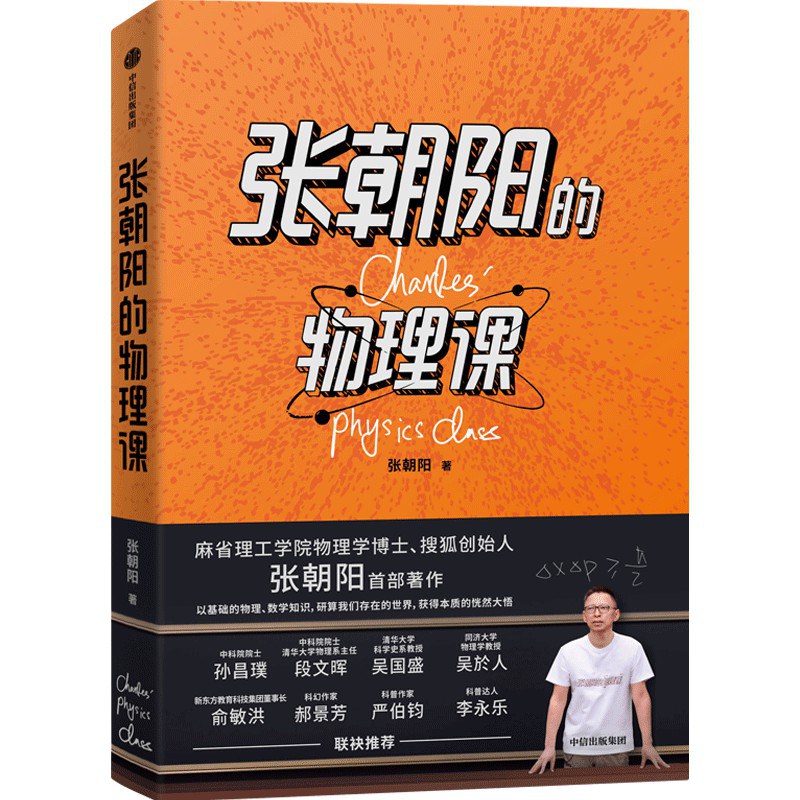 中信出版集团
张朝阳的物理课
张朝阳 著
Charles'
physics
class
张朝阳的
Charles'
物理课
physics class
张朝阳 著
麻省理工学院物理学博士、搜狐创始人
张朝阳首部著作
以基础的物理、数学知识,研算我们存在的世界,获得本质的恍然大悟
ΔxΔp ≥ ħ/2
中科院院士
孙昌璞
中科院院士
清华大学物理系主任
段文晖
清华大学
科学史系教授
吴国盛
同济大学
物理学教授
吴於人
新东方教育科技集团董事长
俞敏洪
科幻作家
郝景芳
科普作家
严伯钧
科普达人
李永乐
联袂推荐
中信出版集团